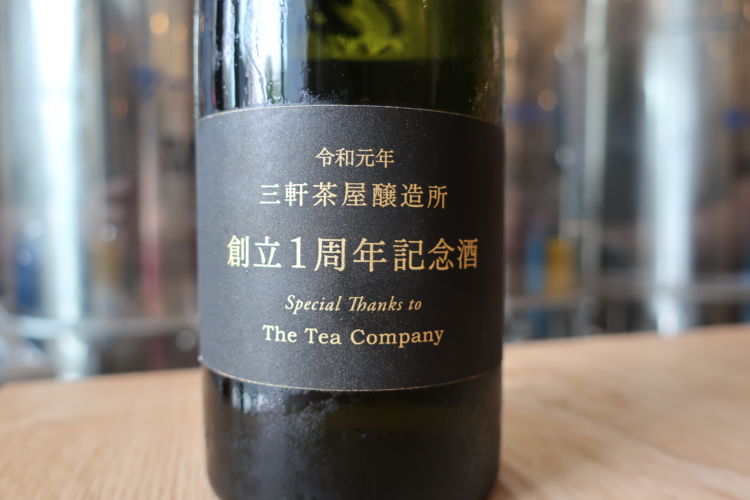 令和元年
三軒茶屋醸造所
創立1周年記念酒
Special Thanks to
The Tea Company